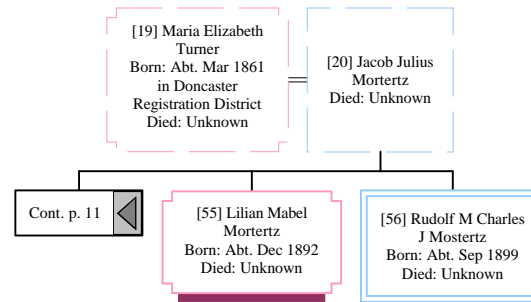 [19] Maria Elizabeth
Turner
Born: Abt. Mar 1861
in Doncaster
Registration District
Died: Unknown
[20] Jacob Julius
Mortertz
Died: Unknown
Cont. p. 11
[55] Lilian Mabel
Mortertz
Born: Abt. Dec 1892
Died: Unknown
[56] Rudolf M Charles
J Mostertz
Born: Abt. Sep 1899
Died: Unknown